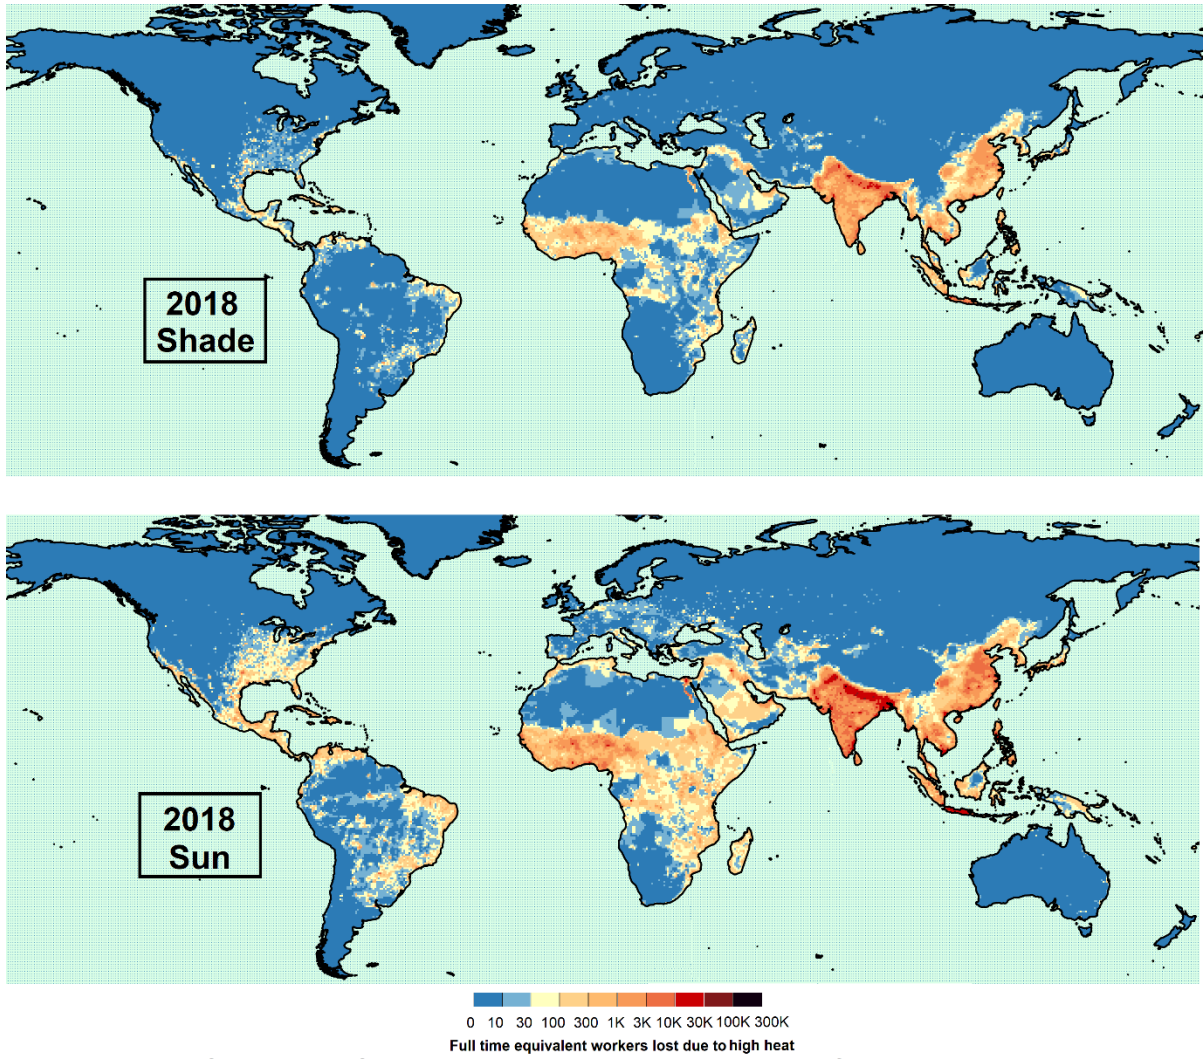 2018
Shade
2018
Sun
0 10 30 100 300 1K 3K 10K 30K 100K 300K
Full time equivalent workers lost due to high heat